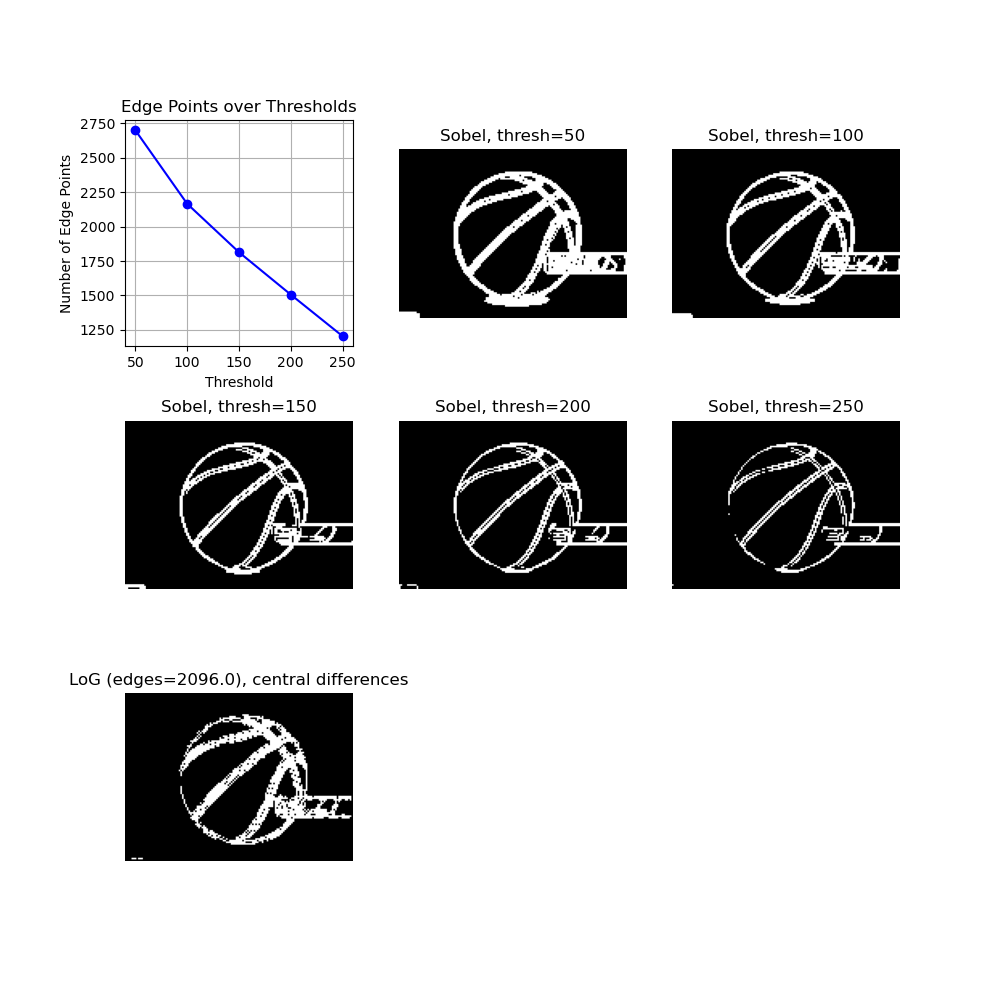 Edge Points over Thresholds
Number of Edge Points
2750
2500
2250
2000
1750
1500
1250
50 100 150 200 250
Threshold
Sobel, thresh=50
Sobel, thresh=100
Sobel, thresh=150
Sobel, thresh=200
Sobel, thresh=250
LoG (edges=2096.0), central differences